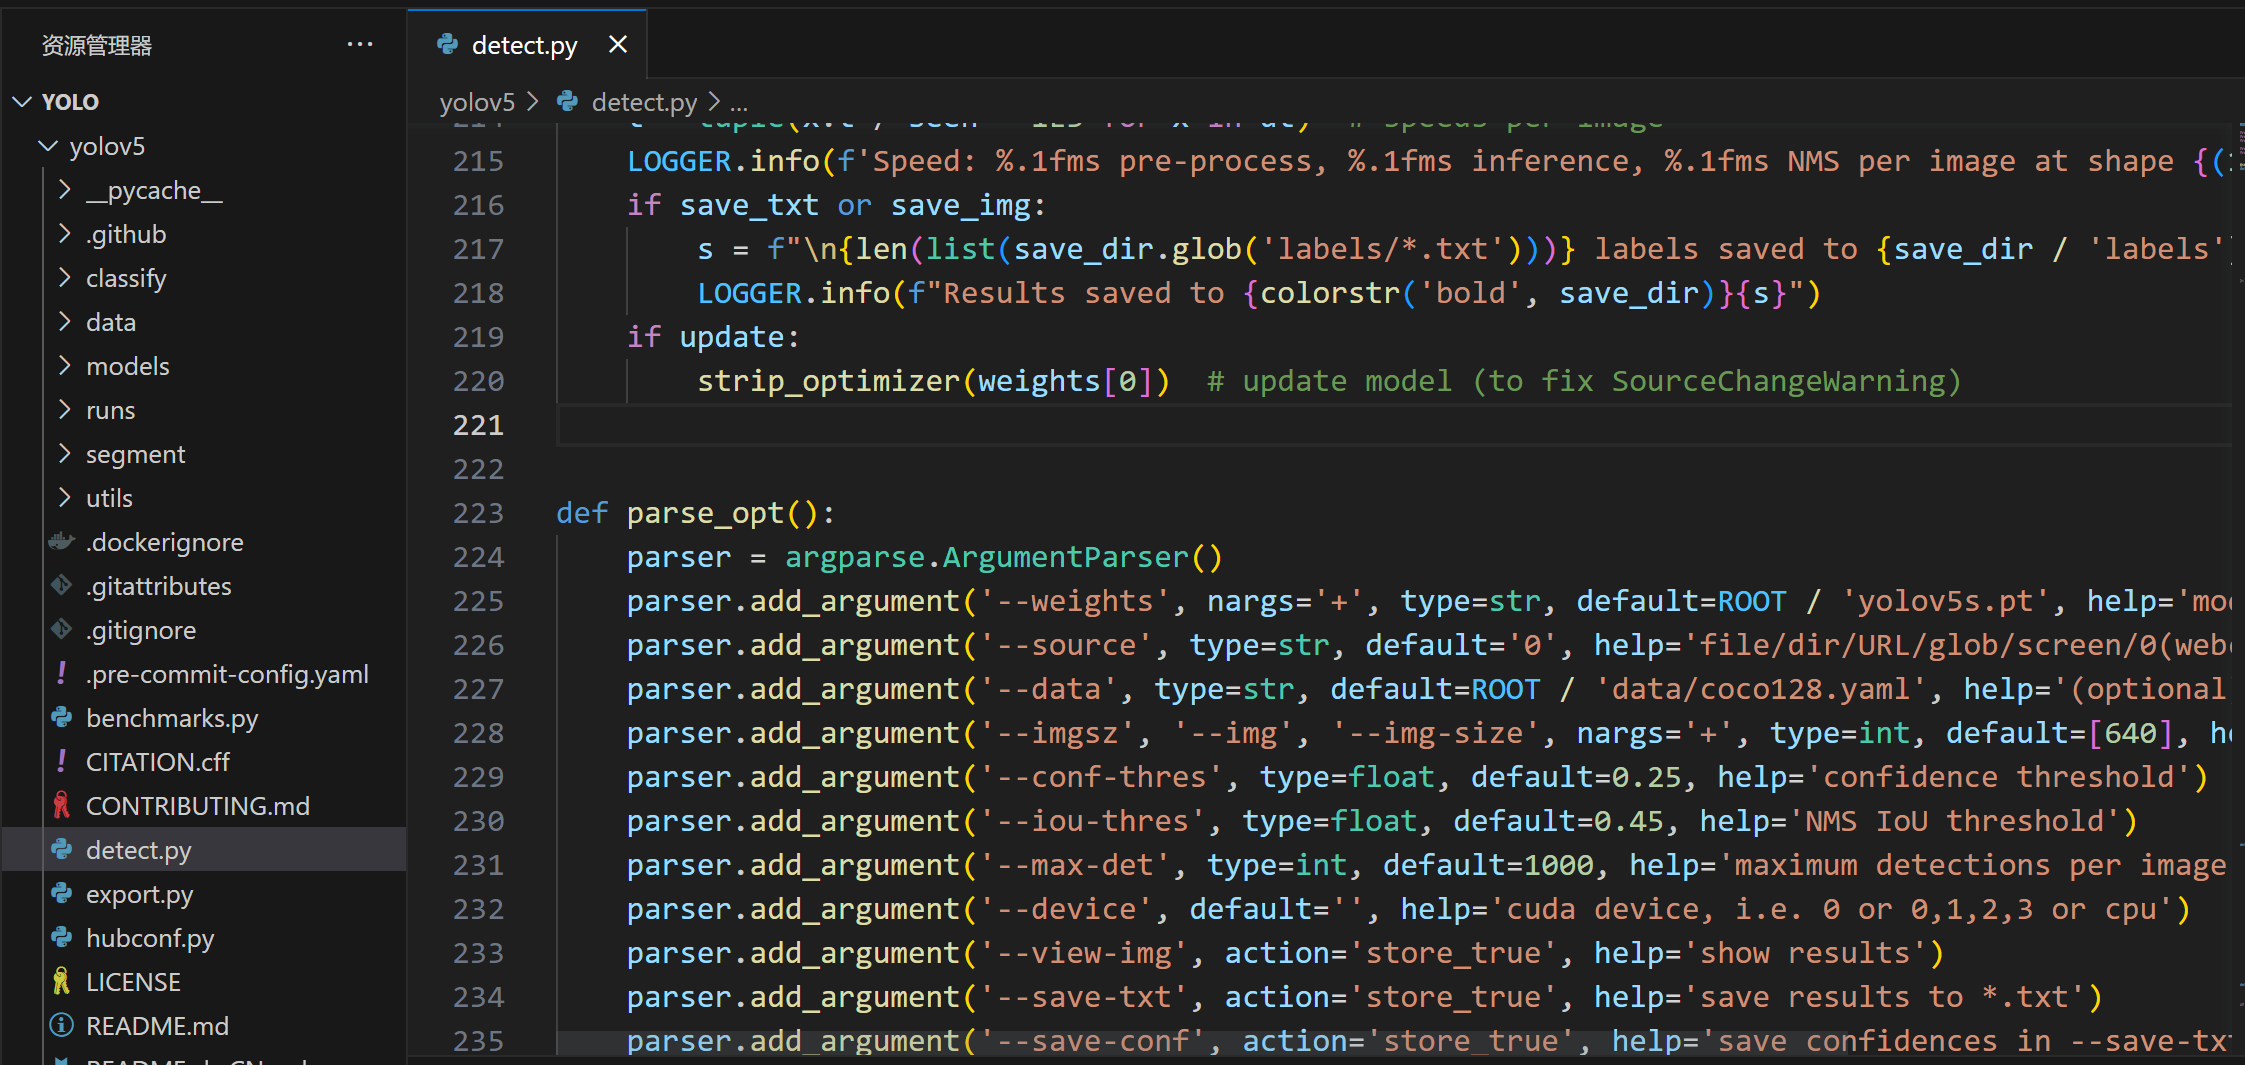 资源管理器 ···
YOLO
yolov5
__pycache__
.github
classify
data
models
runs
segment
utils
.dockerignore
.gitattributes
.gitignore
.pre-commit-config.yaml
benchmarks.py
CITATION.cff
CONTRIBUTING.md
detect.py
export.py
hubconf.py
LICENSE
README.md
detect.py
yolov5 > detect.py > ...
215 LOGGER.info(f'Speed: %.1fms pre-process, %.1fms inference, %.1fms NMS per image at shape {(1
216 if save_txt or save_img:
217 s = f"\n{len(list(save_dir.glob('labels/*.txt')))} labels saved to {save_dir / 'labels'}
218 LOGGER.info(f"Results saved to {colorstr('bold', save_dir)}{s}")
219 if update:
220 strip_optimizer(weights[0])  # update model (to fix SourceChangeWarning)
221
222
223 def parse_opt():
224 parser = argparse.ArgumentParser()
225 parser.add_argument('--weights', nargs='+', type=str, default=ROOT / 'yolov5s.pt', help='mod
226 parser.add_argument('--source', type=str, default='0', help='file/dir/URL/glob/screen/0(webc
227 parser.add_argument('--data', type=str, default=ROOT / 'data/coco128.yaml', help='(optional)
228 parser.add_argument('--imgsz', '--img', '--img-size', nargs='+', type=int, default=[640], he
229 parser.add_argument('--conf-thres', type=float, default=0.25, help='confidence threshold')
230 parser.add_argument('--iou-thres', type=float, default=0.45, help='NMS IoU threshold')
231 parser.add_argument('--max-det', type=int, default=1000, help='maximum detections per image
232 parser.add_argument('--device', default='', help='cuda device, i.e. 0 or 0,1,2,3 or cpu')
233 parser.add_argument('--view-img', action='store_true', help='show results')
234 parser.add_argument('--save-txt', action='store_true', help='save results to *.txt')
235 parser.add_argument('--save-conf', action='store_true', help='save confidences in --save-txt